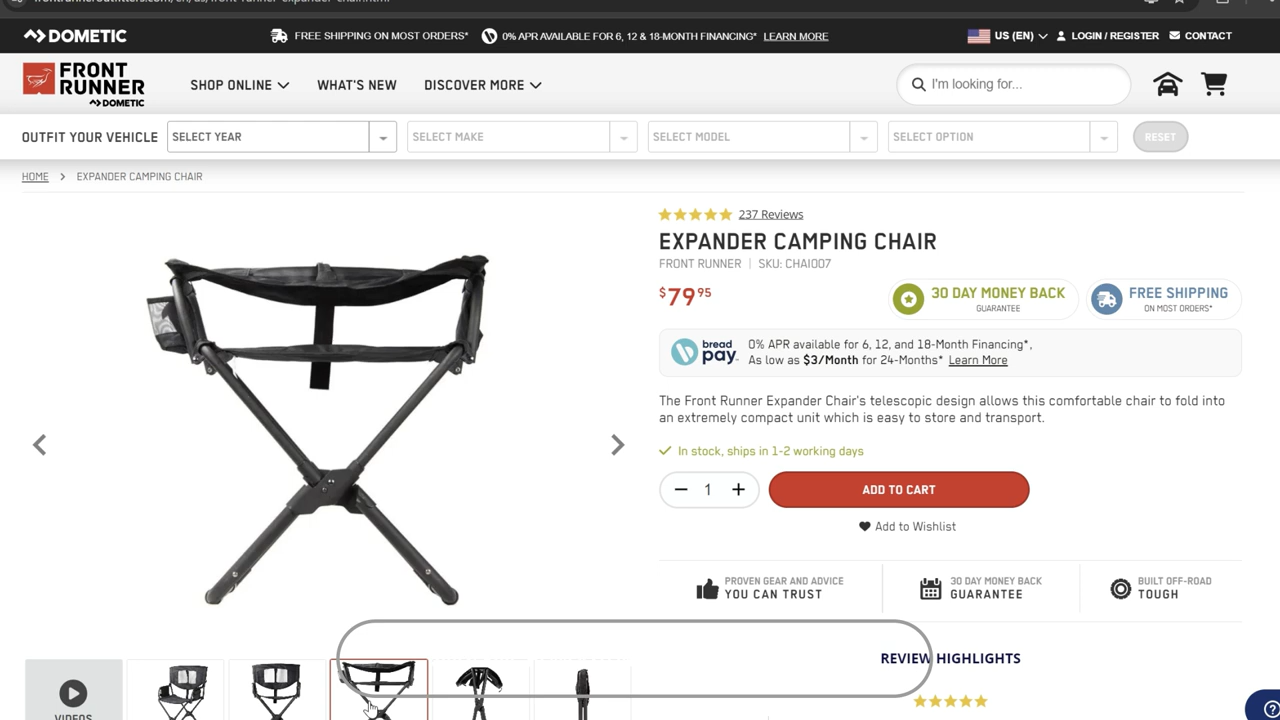 DOMETIC
FREE SHIPPING ON MOST ORDERS*
0% APR AVAILABLE FOR 6, 12 & 18-MONTH FINANCING* LEARN MORE
US (EN)
LOGIN / REGISTER
CONTACT
FRONT
RUNNER
DOMETIC
SHOP ONLINE
WHAT'S NEW
DISCOVER MORE
I'm looking for...
OUTFIT YOUR VEHICLE
SELECT YEAR
SELECT MAKE
SELECT MODEL
SELECT OPTION
RESET
HOME > EXPANDER CAMPING CHAIR
237 Reviews
EXPANDER CAMPING CHAIR
FRONT RUNNER | SKU: CHAI007
$79 95
30 DAY MONEY BACK
GUARANTEE
FREE SHIPPING
ON MOST ORDERS*
bread
pay
0% APR available for 6, 12, and 18-Month Financing*,
As low as $3/Month for 24-Months* Learn More
The Front Runner Expander Chair's telescopic design allows this comfortable chair to fold into
an extremely compact unit which is easy to store and transport.
In stock, ships in 1-2 working days
1
ADD TO CART
Add to Wishlist
PROVEN GEAR AND ADVICE
YOU CAN TRUST
30 DAY MONEY BACK
GUARANTEE
BUILT OFF-ROAD
TOUGH
REVIEW HIGHLIGHTS
VIDEOS